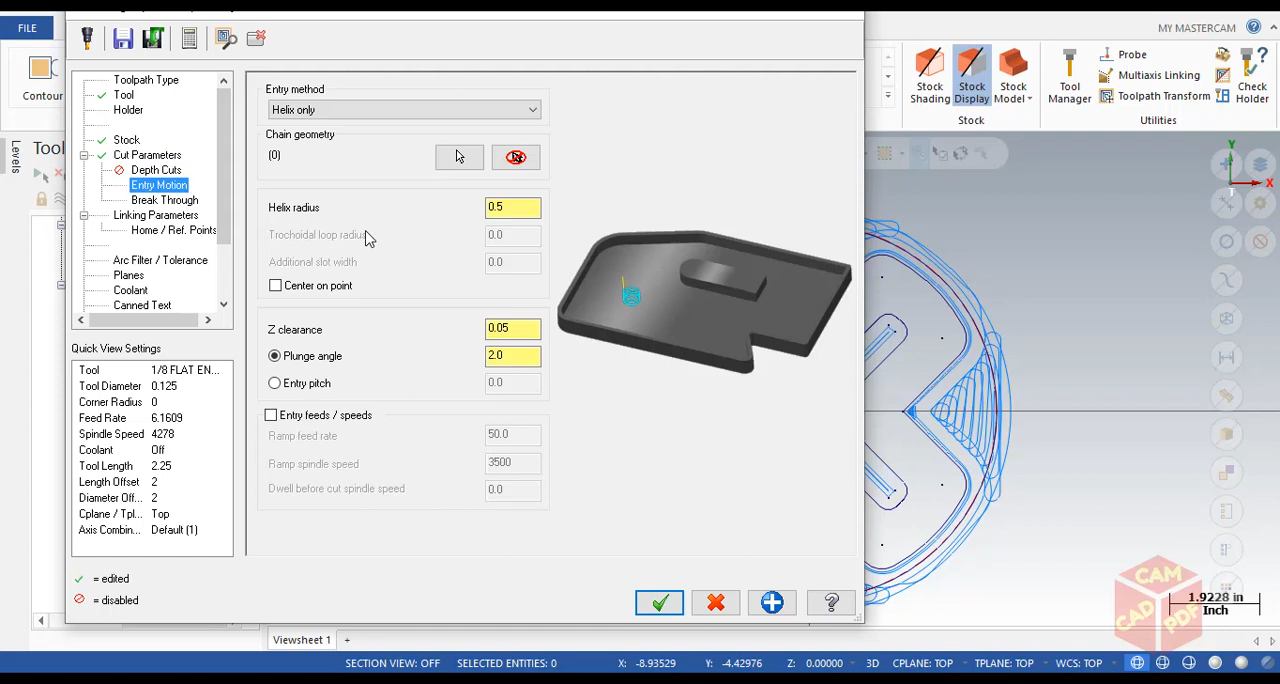 FILE
MY MASTERCAM
Contour
Stock Shading
Stock Display
Stock Model
Stock
Tool Manager
Probe
Multiaxis Linking
Toolpath Transform
Check Holder
Utilities
Levels
Tool
Toolpath Type
Tool
Holder
Stock
Cut Parameters
Depth Cuts
Entry Motion
Break Through
Linking Parameters
Home / Ref. Points
Arc Filter / Tolerance
Planes
Coolant
Canned Text
Quick View Settings
Tool 1/8 FLAT EN...
Tool Diameter 0.125
Corner Radius 0
Feed Rate 6.1609
Spindle Speed 4278
Coolant Off
Tool Length 2.25
Length Offset 2
Diameter Off... 2
Cplane / Tpl... Top
Axis Combin... Default (1)
= edited
= disabled
Entry method
Helix only
Chain geometry
(0)
Helix radius 0.5
Trochoidal loop radius 0.0
Additional slot width 0.0
Center on point
Z clearance 0.05
Plunge angle 2.0
Entry pitch 0.0
Entry feeds / speeds
Ramp feed rate 50.0
Ramp spindle speed 3500
Dwell before cut spindle speed 0.0
Y
X
CAM
CAD
PDF
1.9228 in
Inch
Viewsheet 1 +
SECTION VIEW: OFF SELECTED ENTITIES: 0 X: -8.93529 Y: -4.42976 Z: 0.00000 3D CPLANE: TOP TPLANE: TOP WCS: TOP